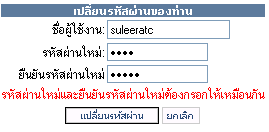 เปลี่ยนรหัสผ่านของท่าน
ชื่อผู้ใช้งาน: suleeratc
รหัสผ่านใหม่: ••••
ยืนยันรหัสผ่านใหม่ •••••
รหัสผ่านใหม่และยืนยันรหัสผ่านใหม่ต้องกรอกให้เหมือนกัน
เปลี่ยนรหัสผ่าน ยกเลิก